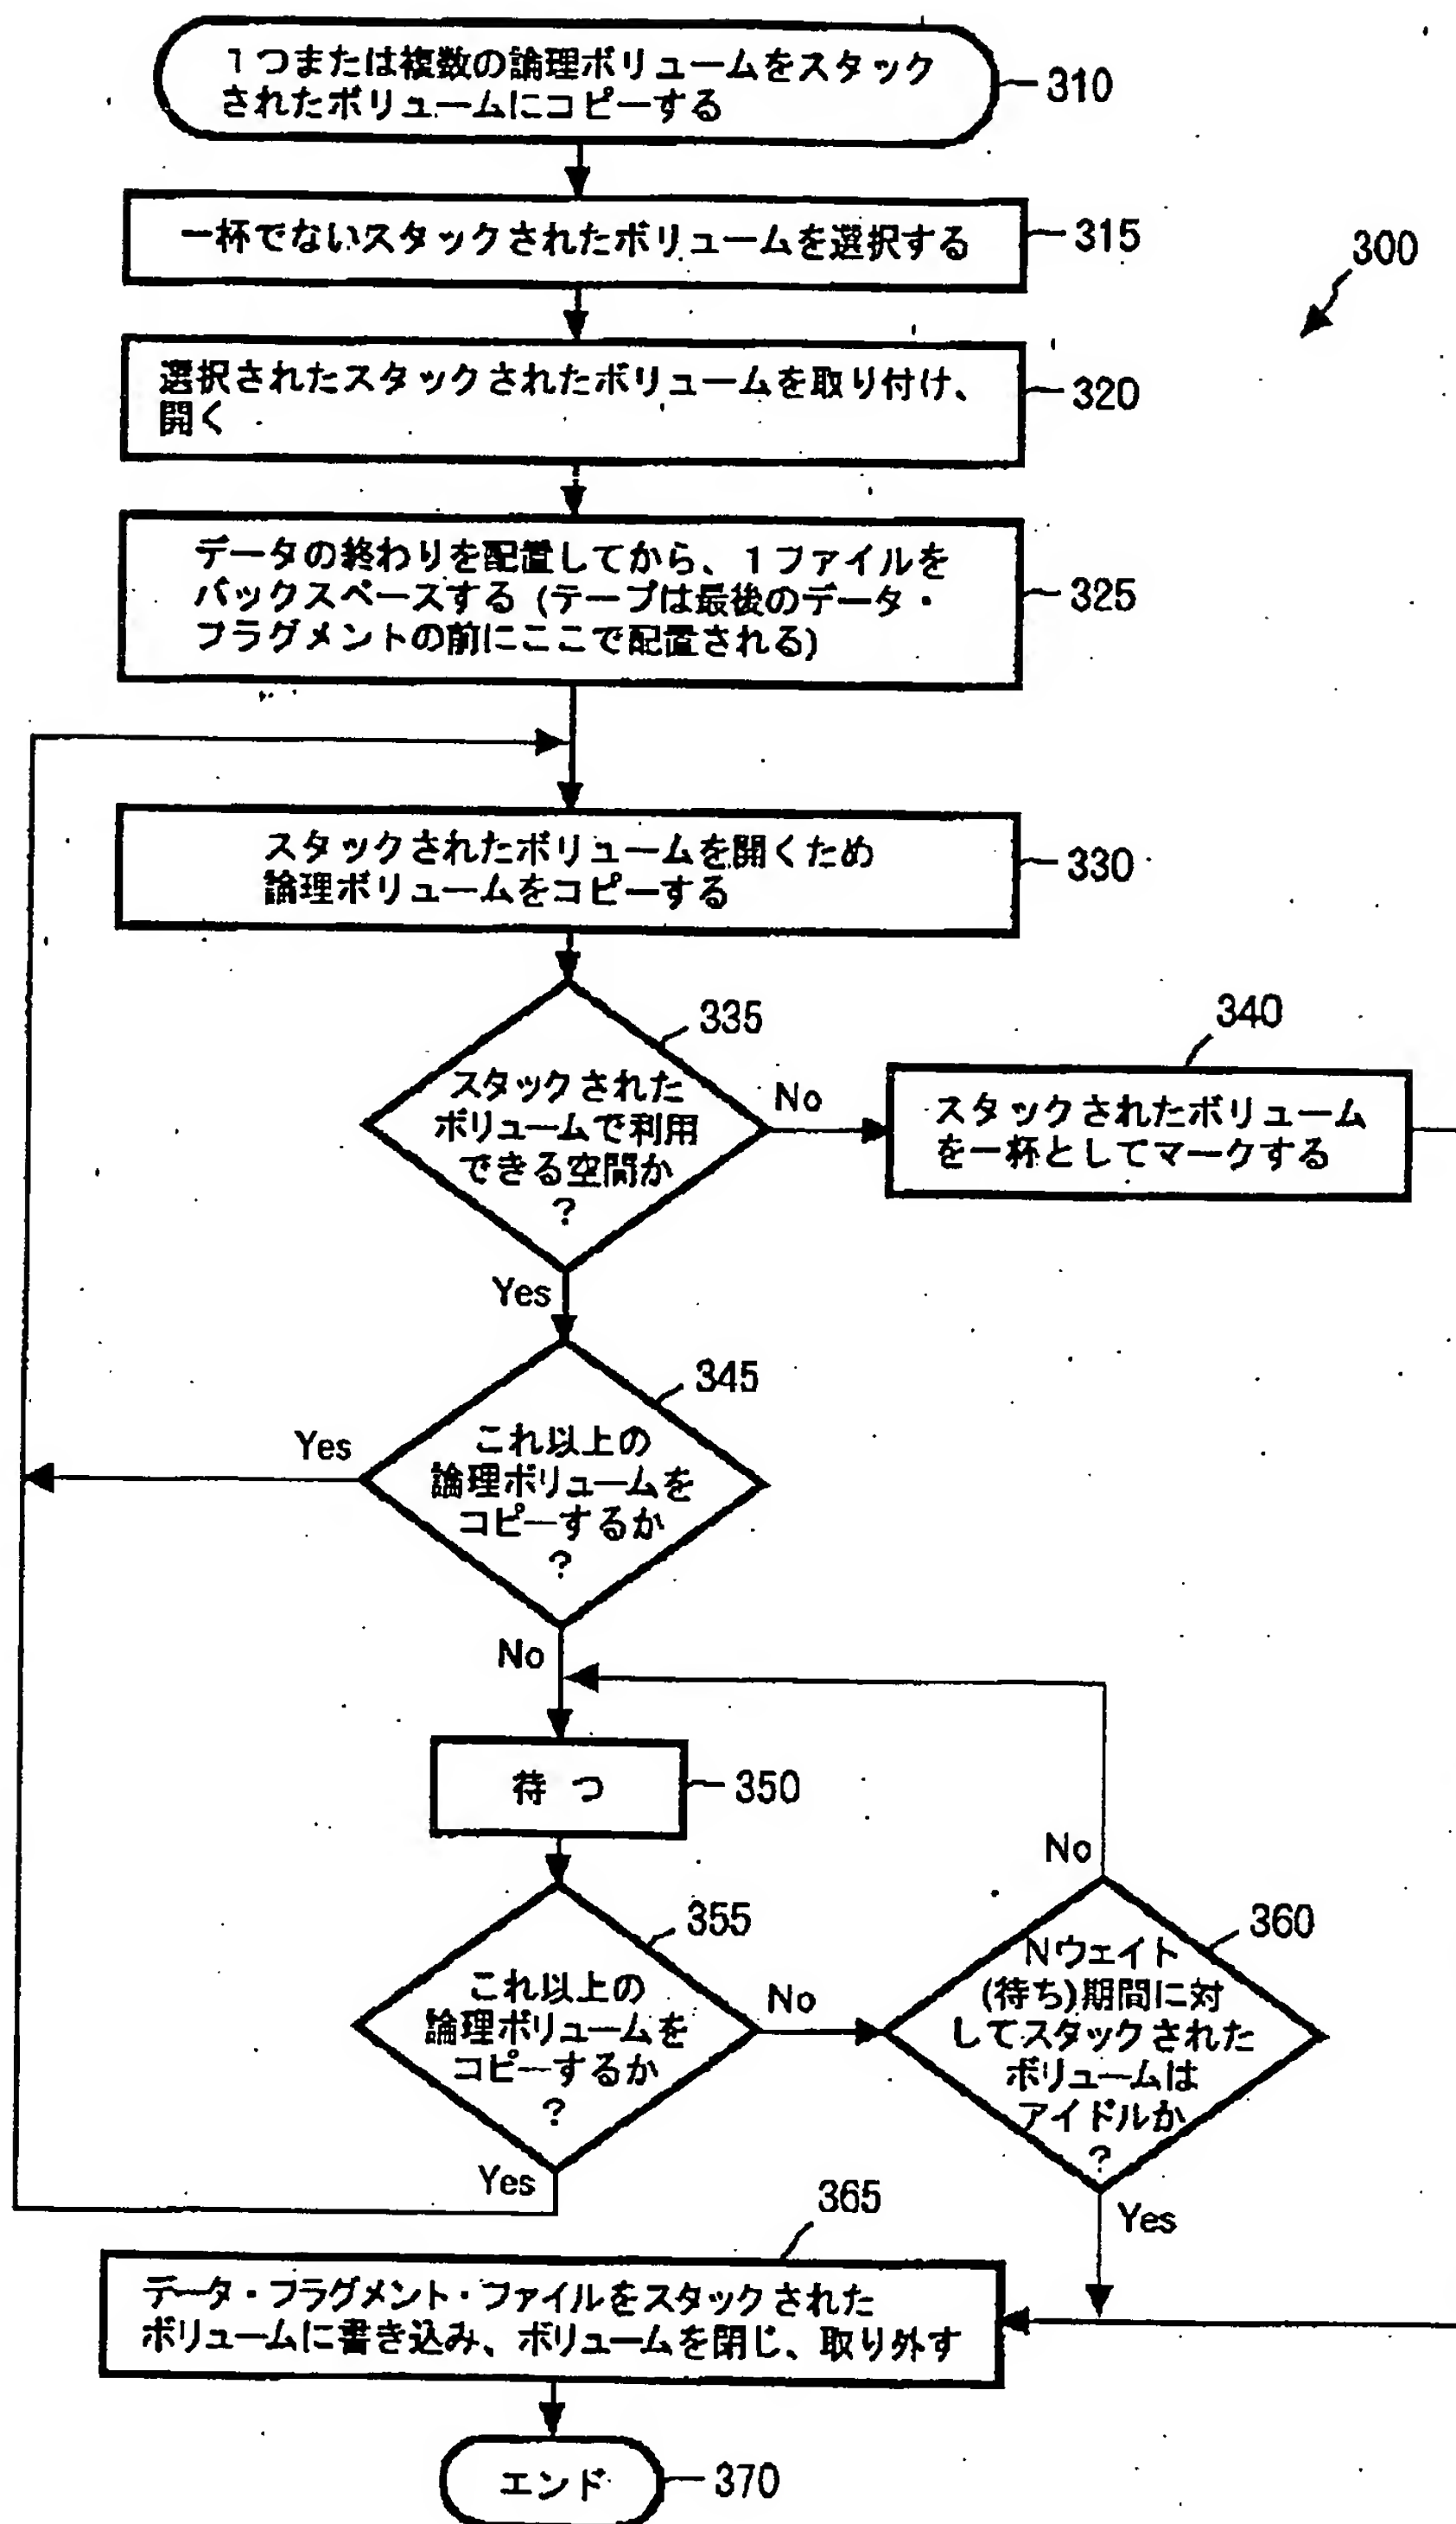 1つまたは複数の論理ボリュームをスタック
されたボリュームにコピーする
310
一杯でないスタックされたボリュームを選択する
315
300
選択されたスタックされたボリュームを取り付け、
開く
320
データの終わりを配置してから、1ファイルを
バックスペースする(テープは最後のデータ・
フラグメントの前にここで配置される)
325
スタックされたボリュームを開くため
論理ボリュームをコピーする
330
335
スタックされた
ボリュームで利用
できる空間か
?
No
340
スタックされたボリューム
を一杯としてマークする
Yes
345
これ以上の
論理ボリュームを
コピーするか
?
Yes
No
待つ
350
355
これ以上の
論理ボリュームを
コピーするか
?
No
Yes
No
360
Nウェイト
(待ち)期間に対
してスタックされた
ボリュームは
アイドルか
?
Yes
365
データ・フラグメント・ファイルをスタックされた
ボリュームに書き込み、ボリュームを閉じ、取り外す
エンド
370